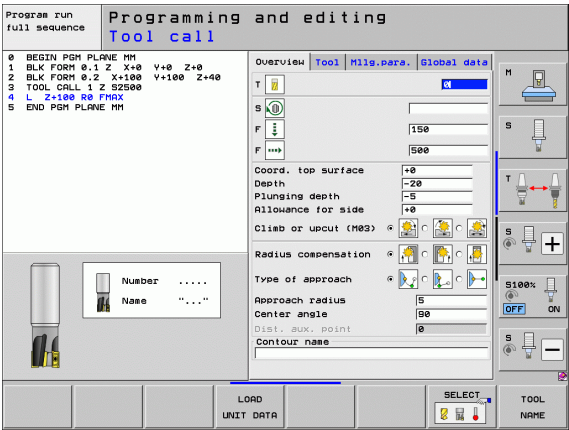 Program run
full sequence
Programming and editing
Tool call
0 BEGIN PGM PLANE MM
1 BLK FORM 0.1 Z X+0 Y+0 Z+0
2 BLK FORM 0.2 X+100 Y+100 Z+40
3 TOOL CALL 1 Z S2500
4 L Z+100 R0 FMAX
5 END PGM PLANE MM
Overview Tool Mllg.para. Global data
T 0
S
F 150
F 500
Coord. top surface +0
Depth -20
Plunging depth -5
Allowance for side +0
Climb or upcut (M03)
Radius compensation
Type of approach
Approach radius 5
Center angle 90
Dist. aux. point 0
Contour name
Number .....
Name "..."
M
S
T
S
S100%
OFF ON
S
LOAD
UNIT DATA
SELECT
TOOL
NAME